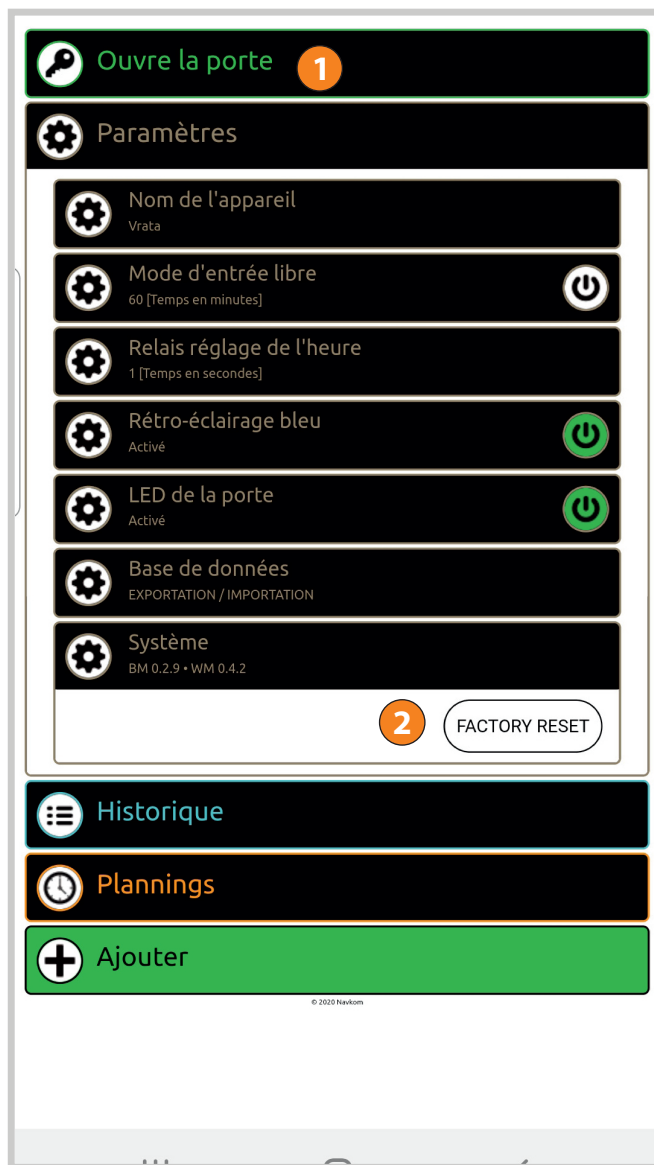 Ouvre la porte
1
Paramètres
Nom de l'appareil
Vrata
Mode d'entrée libre
60 [Temps en minutes]
Relais réglage de l'heure
1 [Temps en secondes]
Rétro-éclairage bleu
Activé
LED de la porte
Activé
Base de données
EXPORTATION / IMPORTATION
Système
BM 0.2.9 • WM 0.4.2
2
FACTORY RESET
Historique
Plannings
Ajouter
© 2020 Navkom